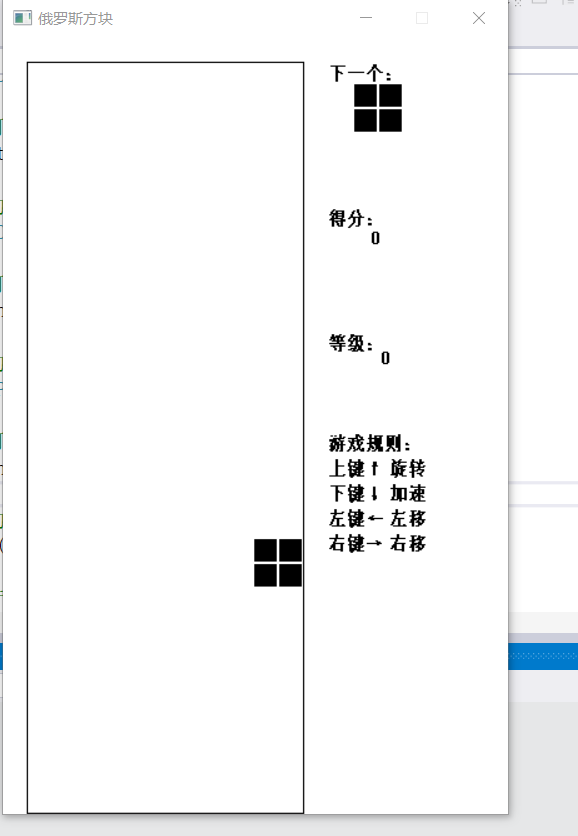 俄罗斯方块
下一个：
得分：
0
等级：
0
游戏规则：
上键↑ 旋转
下键↓ 加速
左键← 左移
右键→ 右移